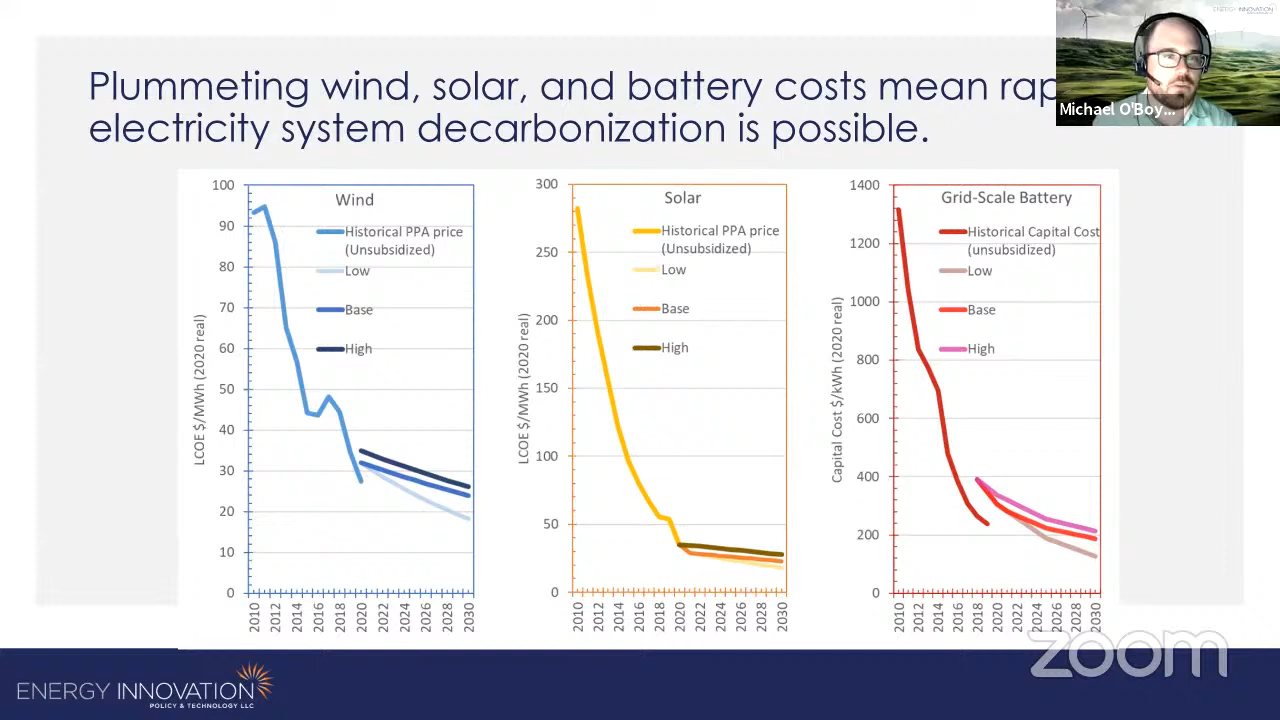 ENERGY INNOVATION
Plummeting wind, solar, and battery costs mean rap
electricity system decarbonization is possible.
Michael O'Boy...
Wind
Historical PPA price
(Unsubsidized)
Low
Base
High
LCOE $/MWh (2020 real)
100
90
80
70
60
50
40
30
20
10
0
2010
2012
2014
2016
2018
2020
2022
2024
2026
2028
2030
Solar
Historical PPA price
(Unsubsidized)
Low
Base
High
LCOE $/MWh (2020 real)
300
250
200
150
100
50
0
2010
2012
2014
2016
2018
2020
2022
2024
2026
2028
2030
Grid-Scale Battery
Historical Capital Cost
(unsubsidized)
Low
Base
High
Capital Cost $/kWh (2020 real)
1400
1200
1000
800
600
400
200
0
2010
2012
2014
2016
2018
2020
2022
2024
2026
2028
2030
zoom
ENERGY INNOVATION
POLICY & TECHNOLOGY LLC